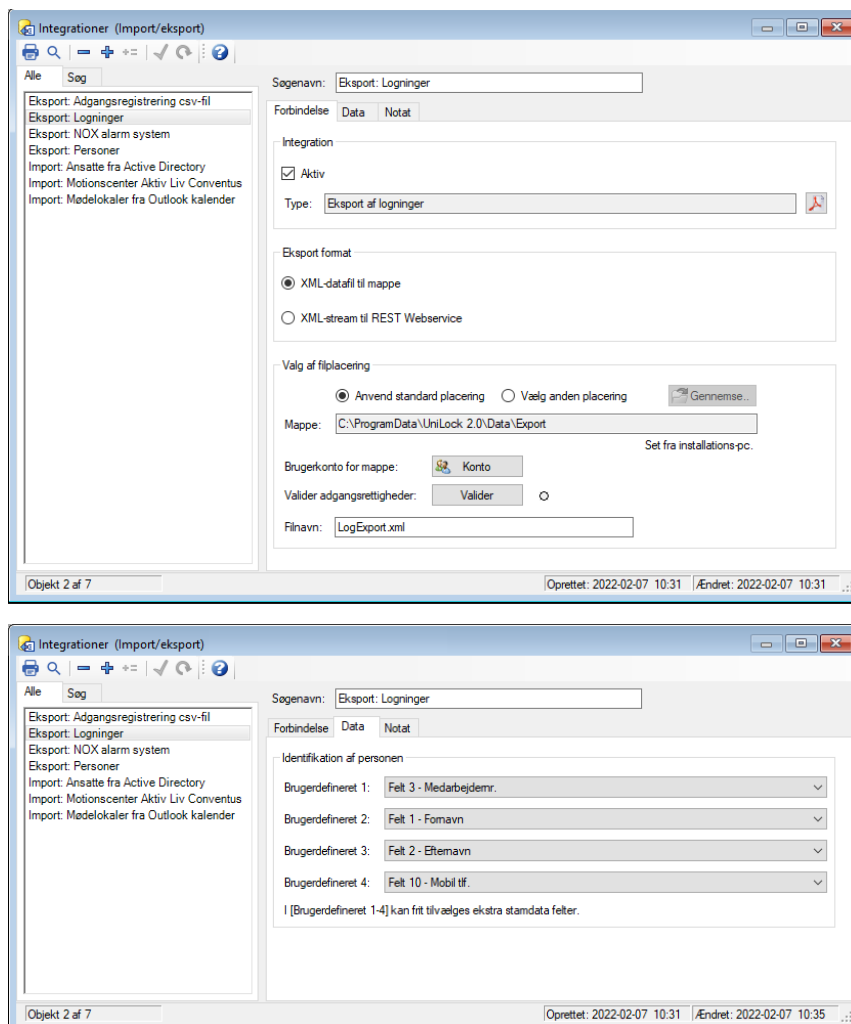 Integrationer (Import/eksport)
Alle
Søg
Eksport: Adgangsregistrering csv-fil
Eksport: Logninger
Eksport: NOX alarm system
Eksport: Personer
Import: Ansatte fra Active Directory
Import: Motionscenter Aktiv Liv Conventus
Import: Mødelokaler fra Outlook kalender
Søgenavn: Eksport: Logninger
Forbindelse Data Notat
Integration
Aktiv
Type: Eksport af logninger
Eksport format
XML-datafil til mappe
XML-stream til REST Webservice
Valg af filplacering
Anvend standard placering Vælg anden placering Gennemse..
Mappe: C:\ProgramData\UniLock 2.0\Data\Export
Set fra installations-pc.
Brugerkonto for mappe: Konto
Valider adgangsrettigheder: Valider
Filnavn: LogExport.xml
Objekt 2 af 7
Oprettet: 2022-02-07 10:31 Ændret: 2022-02-07 10:31
Integrationer (Import/eksport)
Alle
Søg
Eksport: Adgangsregistrering csv-fil
Eksport: Logninger
Eksport: NOX alarm system
Eksport: Personer
Import: Ansatte fra Active Directory
Import: Motionscenter Aktiv Liv Conventus
Import: Mødelokaler fra Outlook kalender
Søgenavn: Eksport: Logninger
Forbindelse Data Notat
Identifikation af personen
Brugerdefineret 1: Felt 3 - Medarbejdernr.
Brugerdefineret 2: Felt 1 - Fornavn
Brugerdefineret 3: Felt 2 - Efternavn
Brugerdefineret 4: Felt 10 - Mobil tlf.
I [Brugerdefineret 1-4] kan frit tilvælges ekstra stamdata felter.
Objekt 2 af 7
Oprettet: 2022-02-07 10:31 Ændret: 2022-02-07 10:35